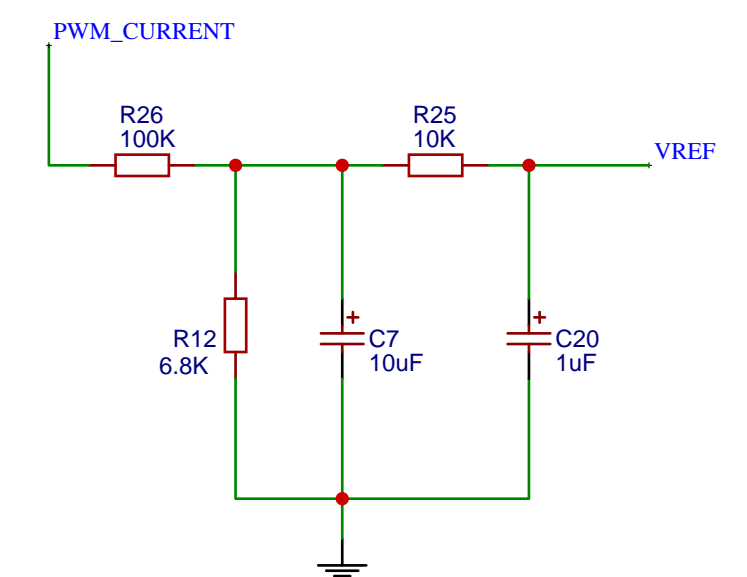 PWM_CURRENT
R26
100K
R25
10K
VREF
+
+
R12
6.8K
C7
10uF
C20
1uF